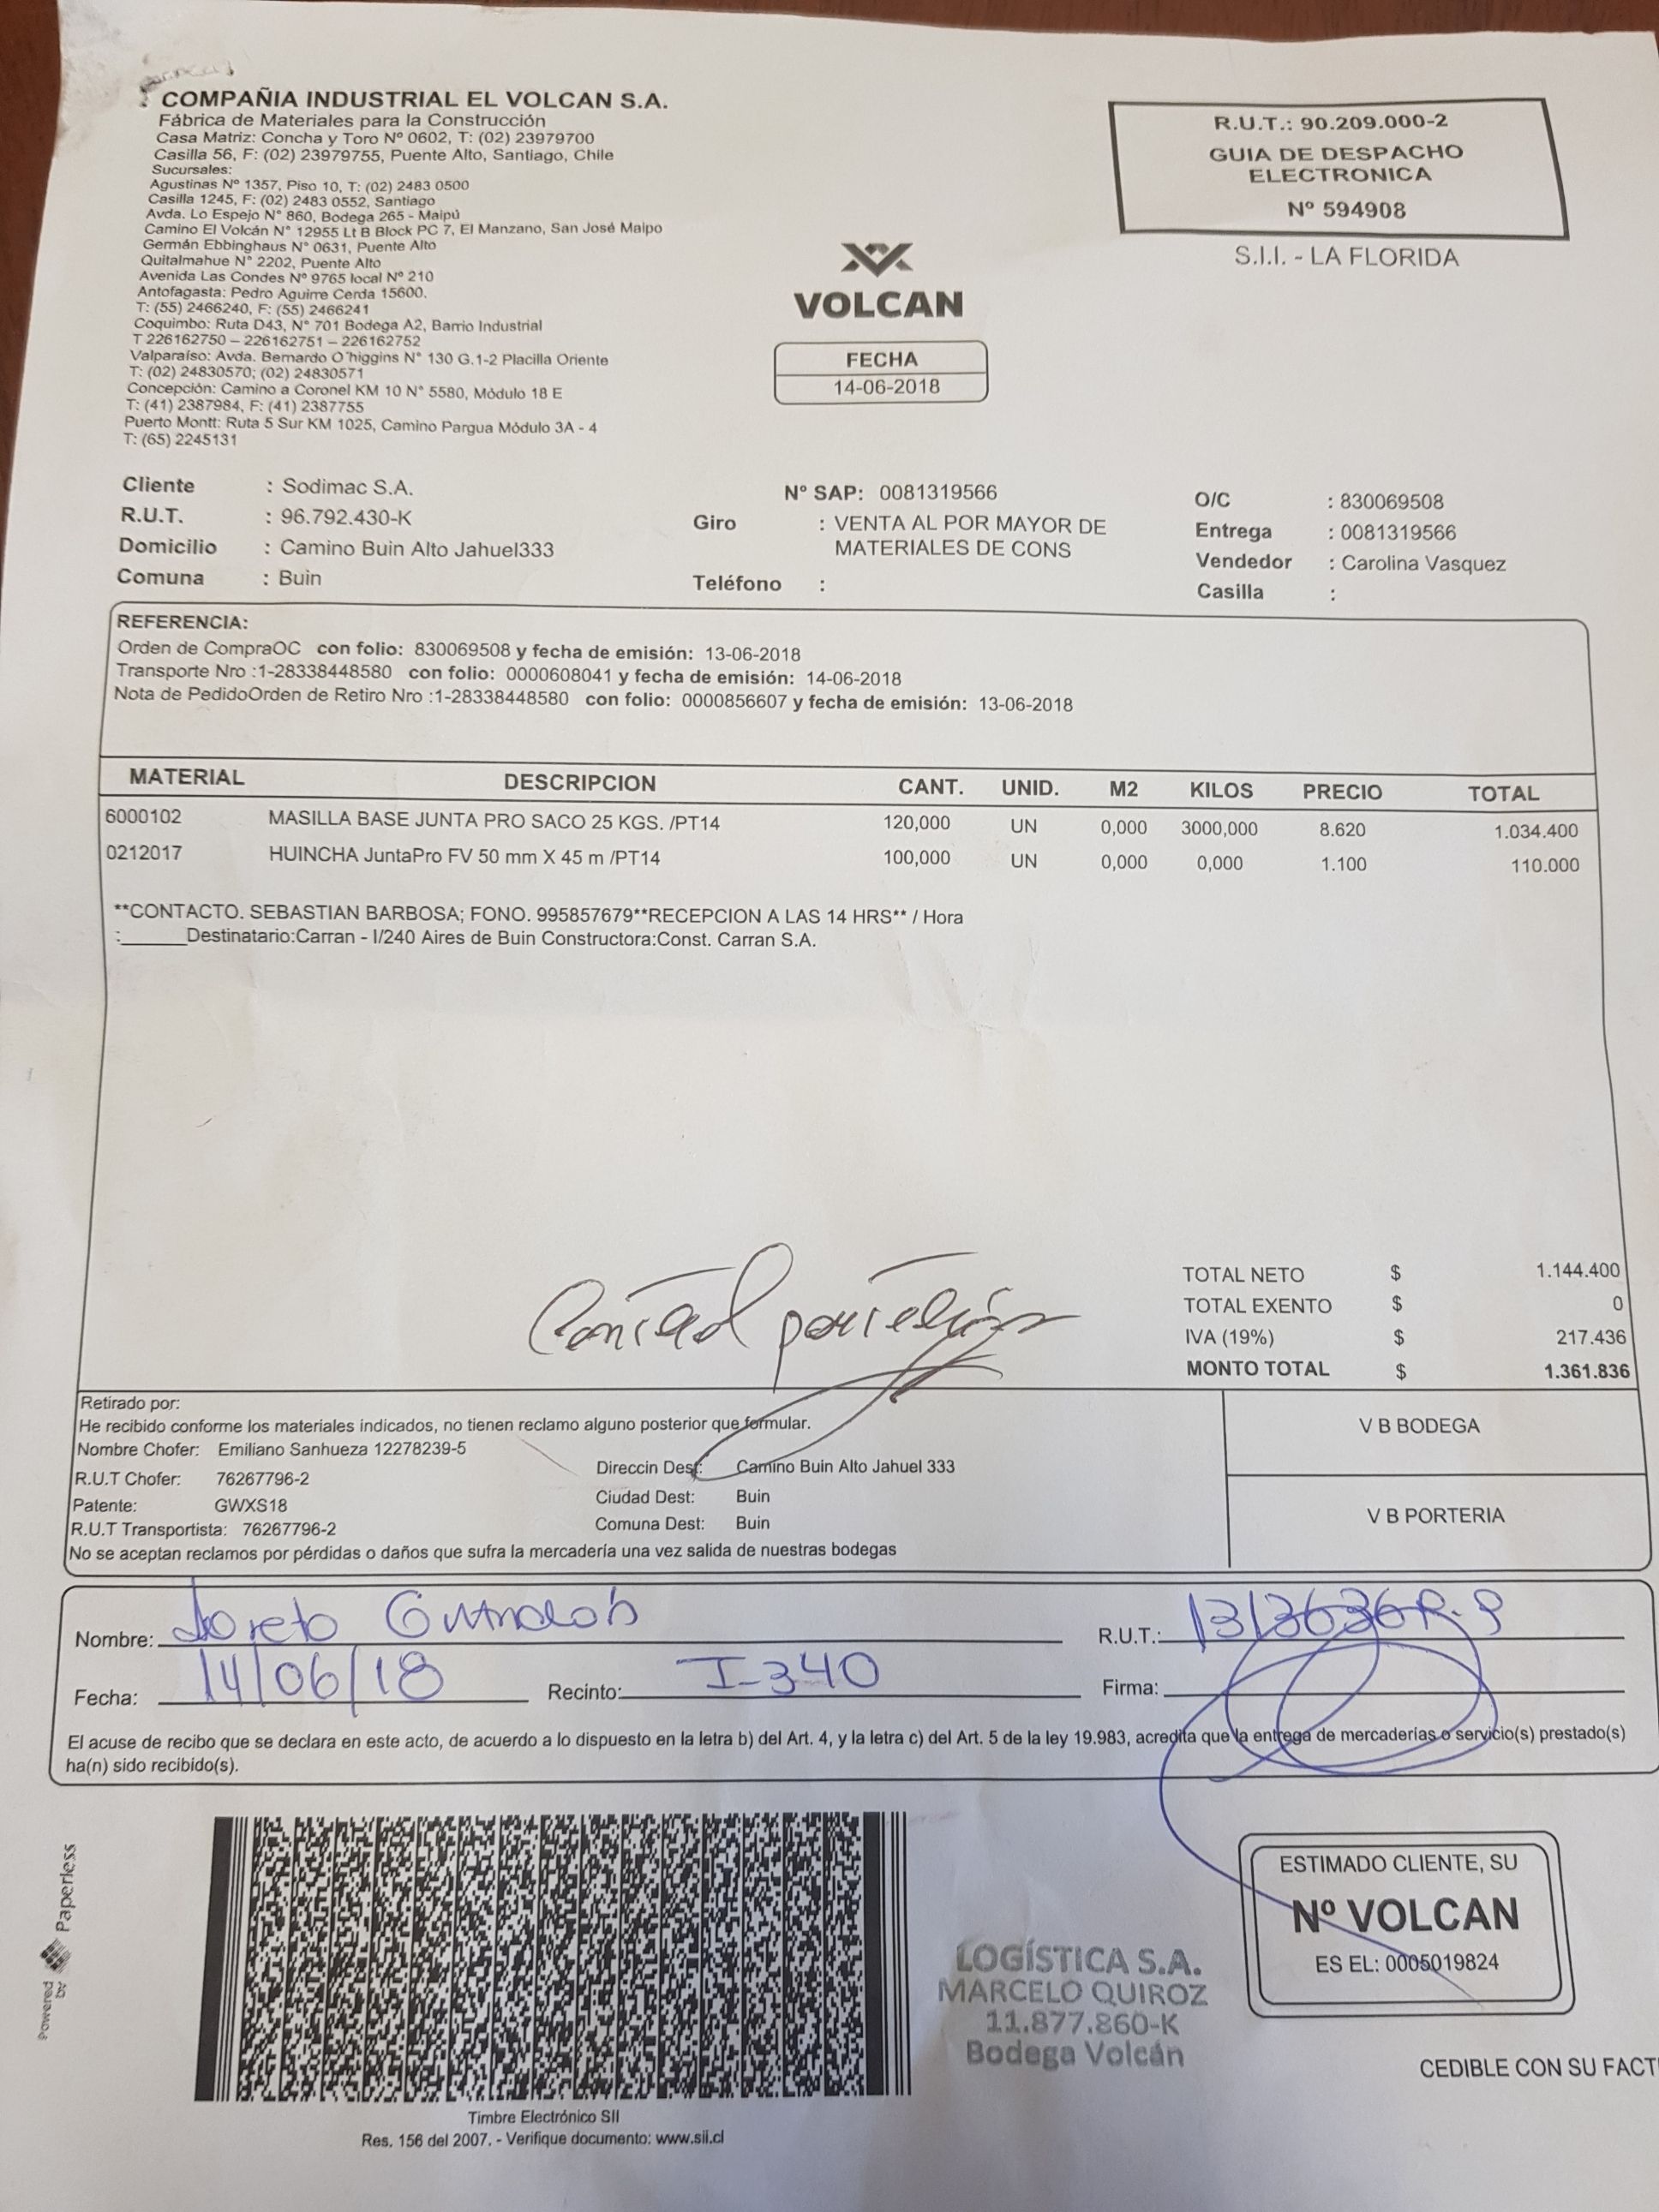 COMPAÑIA INDUSTRIAL EL VOLCAN S.A.
Fábrica de Materiales para la Construcción
Casa Matriz: Concha y Toro Nº 0602, T: (02) 23979700
Casilla 56, F: (02) 23979755, Puente Alto, Santiago, Chile
Sucursales:
Agustinas Nº 1357, Piso 10, T: (02) 2483 0500
Casilla 1245, F: (02) 2483 0552, Santiago
Avda. Lo Espejo N° 860, Bodega 265 - Maipú
Camino El Volcán N° 12955 Lt B Block PC 7, El Manzano, San José Maipo
Germán Ebbinghaus N° 0631, Puente Alto
Quitalmahue N° 2202, Puente Alto
Avenida Las Condes Nº 9765 local Nº 210
Antofagasta: Pedro Aguirre Cerda 15600.
T: (55) 2466240, F: (55) 2466241
Coquimbo: Ruta D43, N° 701 Bodega A2, Barrio Industrial
T 226162750 – 226162751 – 226162752
Valparaíso: Avda. Bernardo O´higgins N° 130 G.1-2 Placilla Oriente
T: (02) 24830570; (02) 24830571
Concepción: Camino a Coronel KM 10 N° 5580, Módulo 18 E
T: (41) 2387984, F: (41) 2387755
Puerto Montt: Ruta 5 Sur KM 1025, Camino Pargua Módulo 3A - 4
T: (65) 2245131
R.U.T.: 90.209.000-2
GUIA DE DESPACHO
ELECTRONICA
Nº 594908
S.I.I. - LA FLORIDA
VOLCAN
FECHA
14-06-2018
Cliente : Sodimac S.A.
R.U.T. : 96.792.430-K
Domicilio : Camino Buin Alto Jahuel333
Comuna : Buin
Nº SAP: 0081319566
Giro : VENTA AL POR MAYOR DE
MATERIALES DE CONS
Teléfono :
O/C : 830069508
Entrega : 0081319566
Vendedor : Carolina Vasquez
Casilla :
REFERENCIA:
Orden de CompraOC con folio: 830069508 y fecha de emisión: 13-06-2018
Transporte Nro :1-28338448580 con folio: 0000608041 y fecha de emisión: 14-06-2018
Nota de PedidoOrden de Retiro Nro :1-28338448580 con folio: 0000856607 y fecha de emisión: 13-06-2018
MATERIAL DESCRIPCION CANT. UNID. M2 KILOS PRECIO TOTAL
6000102 MASILLA BASE JUNTA PRO SACO 25 KGS. /PT14 120,000 UN 0,000 3000,000 8.620 1.034.400
0212017 HUINCHA JuntaPro FV 50 mm X 45 m /PT14 100,000 UN 0,000 0,000 1.100 110.000
**CONTACTO. SEBASTIAN BARBOSA; FONO. 995857679**RECEPCION A LAS 14 HRS** / Hora
:______Destinatario:Carran - I/240 Aires de Buin Constructora:Const. Carran S.A.
TOTAL NETO $ 1.144.400
TOTAL EXENTO $ 0
IVA (19%) $ 217.436
MONTO TOTAL $ 1.361.836
Retirado por:
He recibido conforme los materiales indicados, no tienen reclamo alguno posterior que formular.
Nombre Chofer: Emiliano Sanhueza 12278239-5
R.U.T Chofer: 76267796-2
Patente: GWXS18
R.U.T Transportista: 76267796-2
Direccin Dest: Camino Buin Alto Jahuel 333
Ciudad Dest: Buin
Comuna Dest: Buin
No se aceptan reclamos por pérdidas o daños que sufra la mercadería una vez salida de nuestras bodegas
V B BODEGA
V B PORTERIA
Nombre: Loreto
R.U.T.:
Fecha: 14/06/18 Recinto: I-340 Firma:
El acuse de recibo que se declara en este acto, de acuerdo a lo dispuesto en la letra b) del Art. 4, y la letra c) del Art. 5 de la ley 19.983, acredita que la entrega de mercaderías o servicio(s) prestado(s)
ha(n) sido recibido(s).
Powered by Paperless
Timbre Electrónico SII
Res. 156 del 2007. - Verifique documento: www.sii.cl
LOGÍSTICA S.A.
MARCELO QUIROZ
11.877.860-K
Bodega Volcán
ESTIMADO CLIENTE, SU
Nº VOLCAN
ES EL: 0005019824
CEDIBLE CON SU FACT